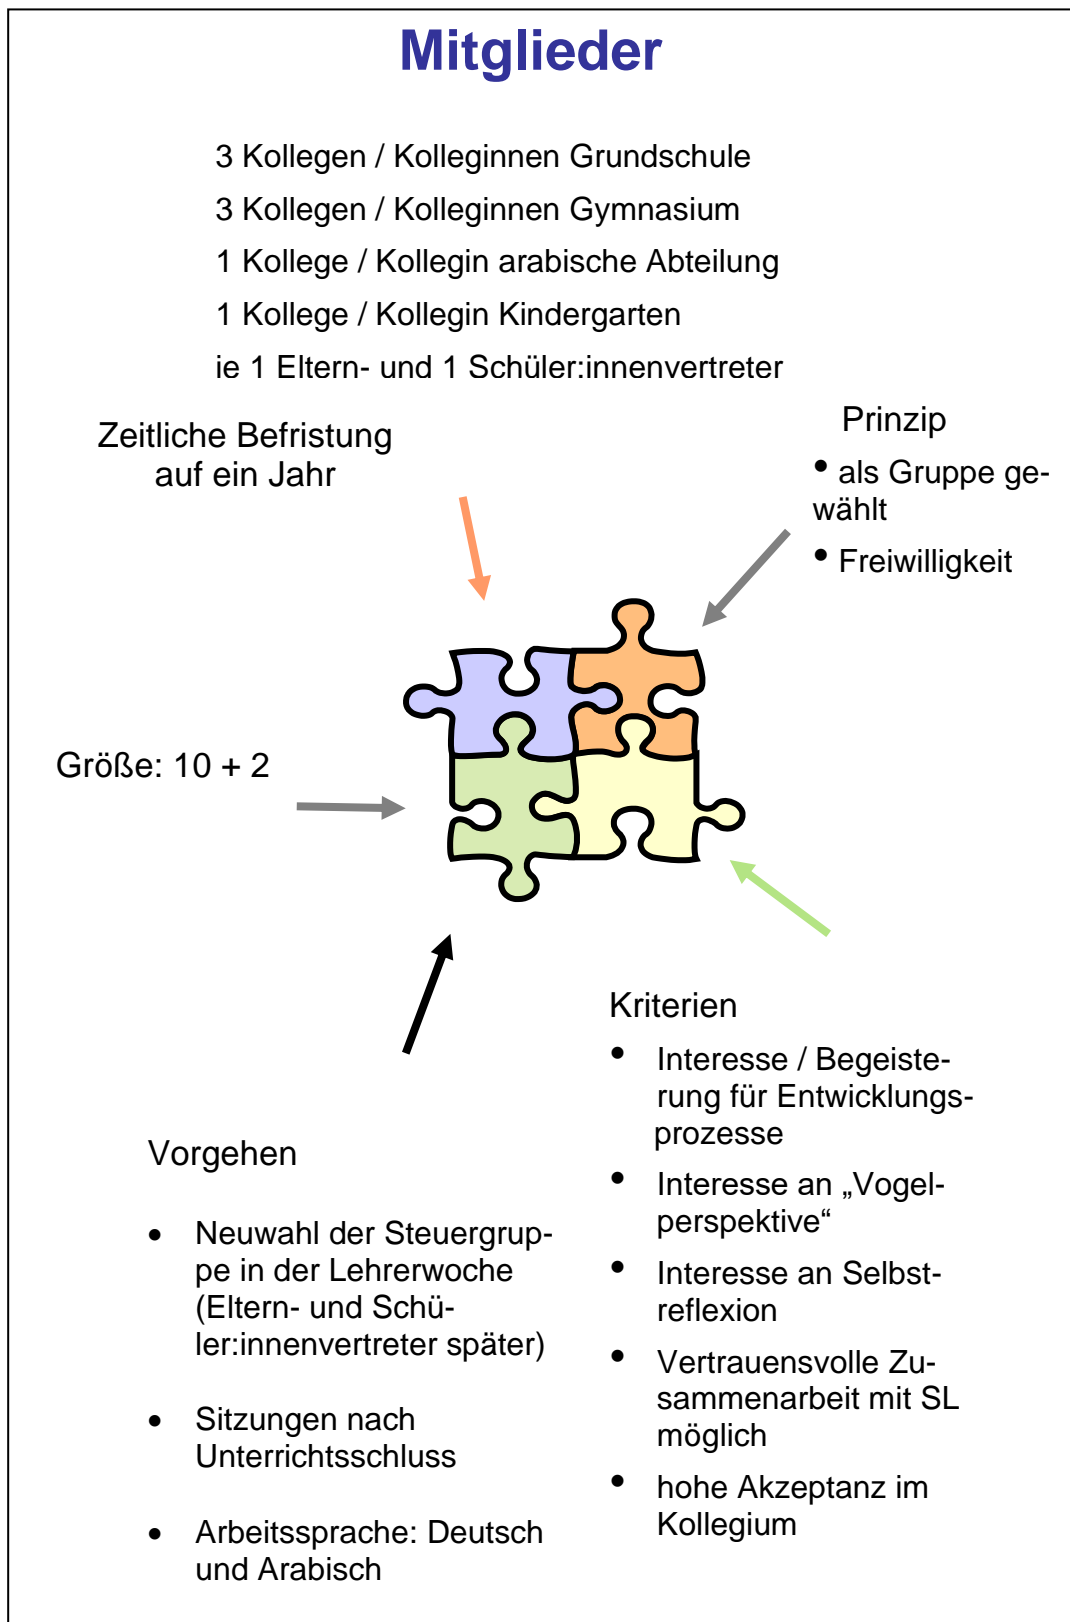 Mitglieder
3 Kollegen / Kolleginnen Grundschule
3 Kollegen / Kolleginnen Gymnasium
1 Kollege / Kollegin arabische Abteilung
1 Kollege / Kollegin Kindergarten
ie 1 Eltern- und 1 Schüler:innenvertreter
Zeitliche Befristung
auf ein Jahr
Prinzip
• als Gruppe ge-
wählt
• Freiwilligkeit
Größe: 10 + 2
Kriterien
• Interesse / Begeiste-
rung für Entwicklungs-
prozesse
• Interesse an „Vogel-
perspektive“
• Interesse an Selbst-
reflexion
• Vertrauensvolle Zu-
sammenarbeit mit SL
möglich
• hohe Akzeptanz im
Kollegium
Vorgehen
• Neuwahl der Steuergrup-
pe in der Lehrerwoche
(Eltern- und Schü-
ler:innenvertreter später)
• Sitzungen nach
Unterrichtsschluss
• Arbeitssprache: Deutsch
und Arabisch